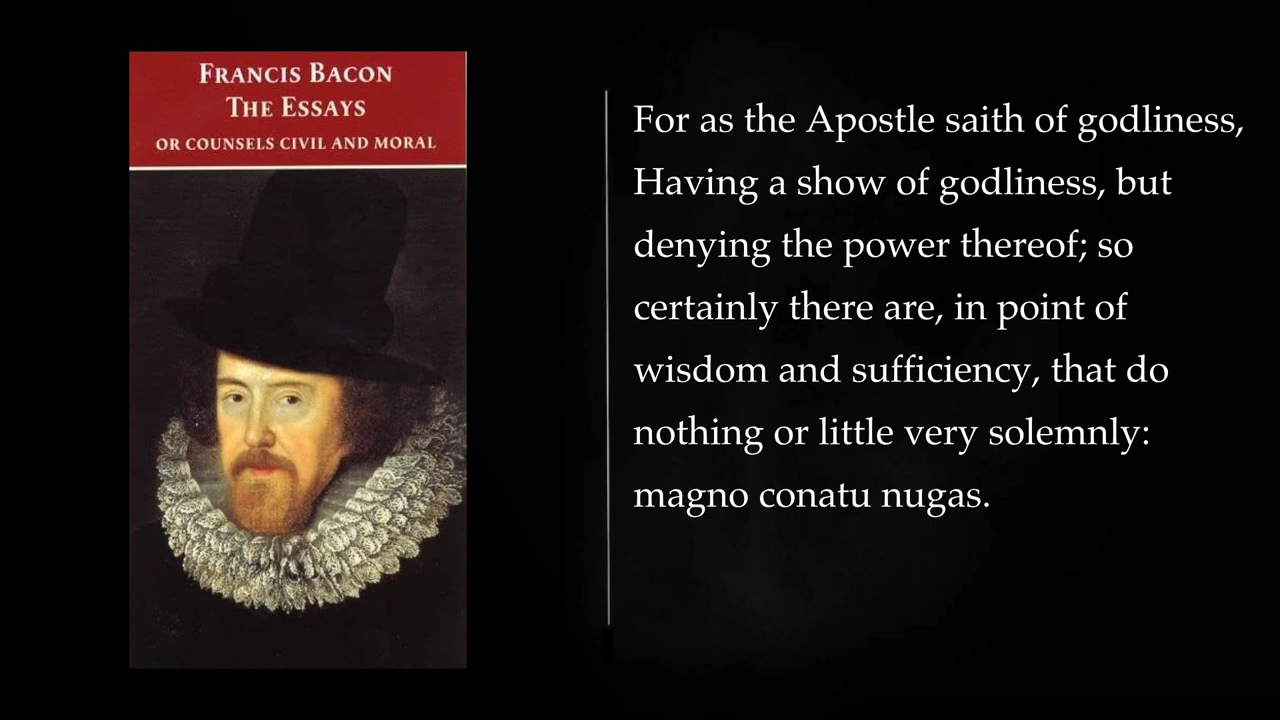 FRANCIS BACON
THE ESSAYS
OR COUNSELS CIVIL AND MORAL
For as the Apostle saith of godliness,
Having a show of godliness, but
denying the power thereof; so
certainly there are, in point of
wisdom and sufficiency, that do
nothing or little very solemnly:
magno conatu nugas.